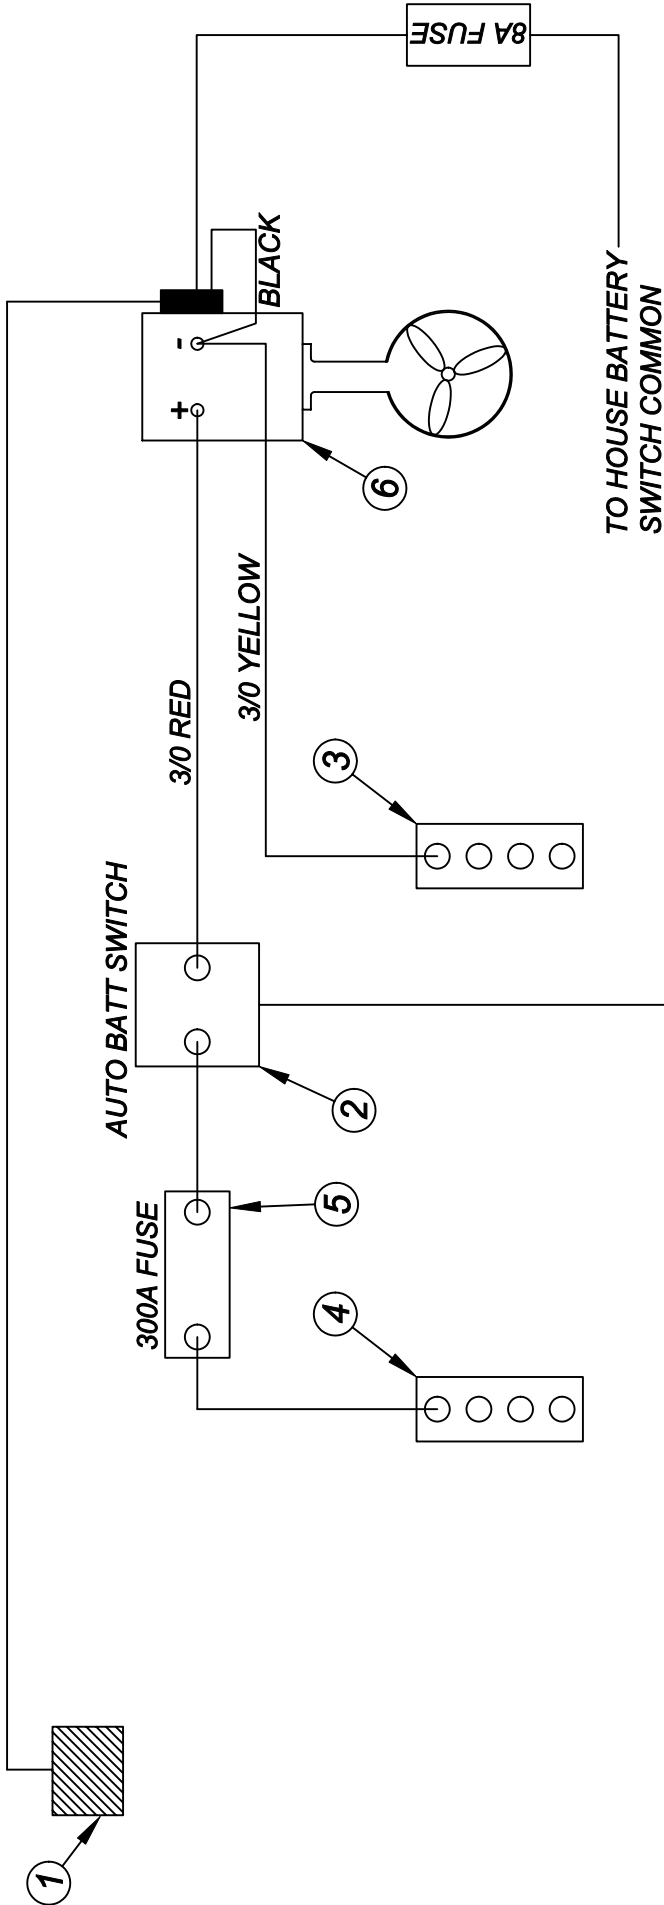 8A FUSE
BLACK
-
+
TO HOUSE BATTERY
SWITCH COMMON
6
3/0 RED
3/0 YELLOW
3
AUTO BATT SWITCH
2
300A FUSE
5
4
1